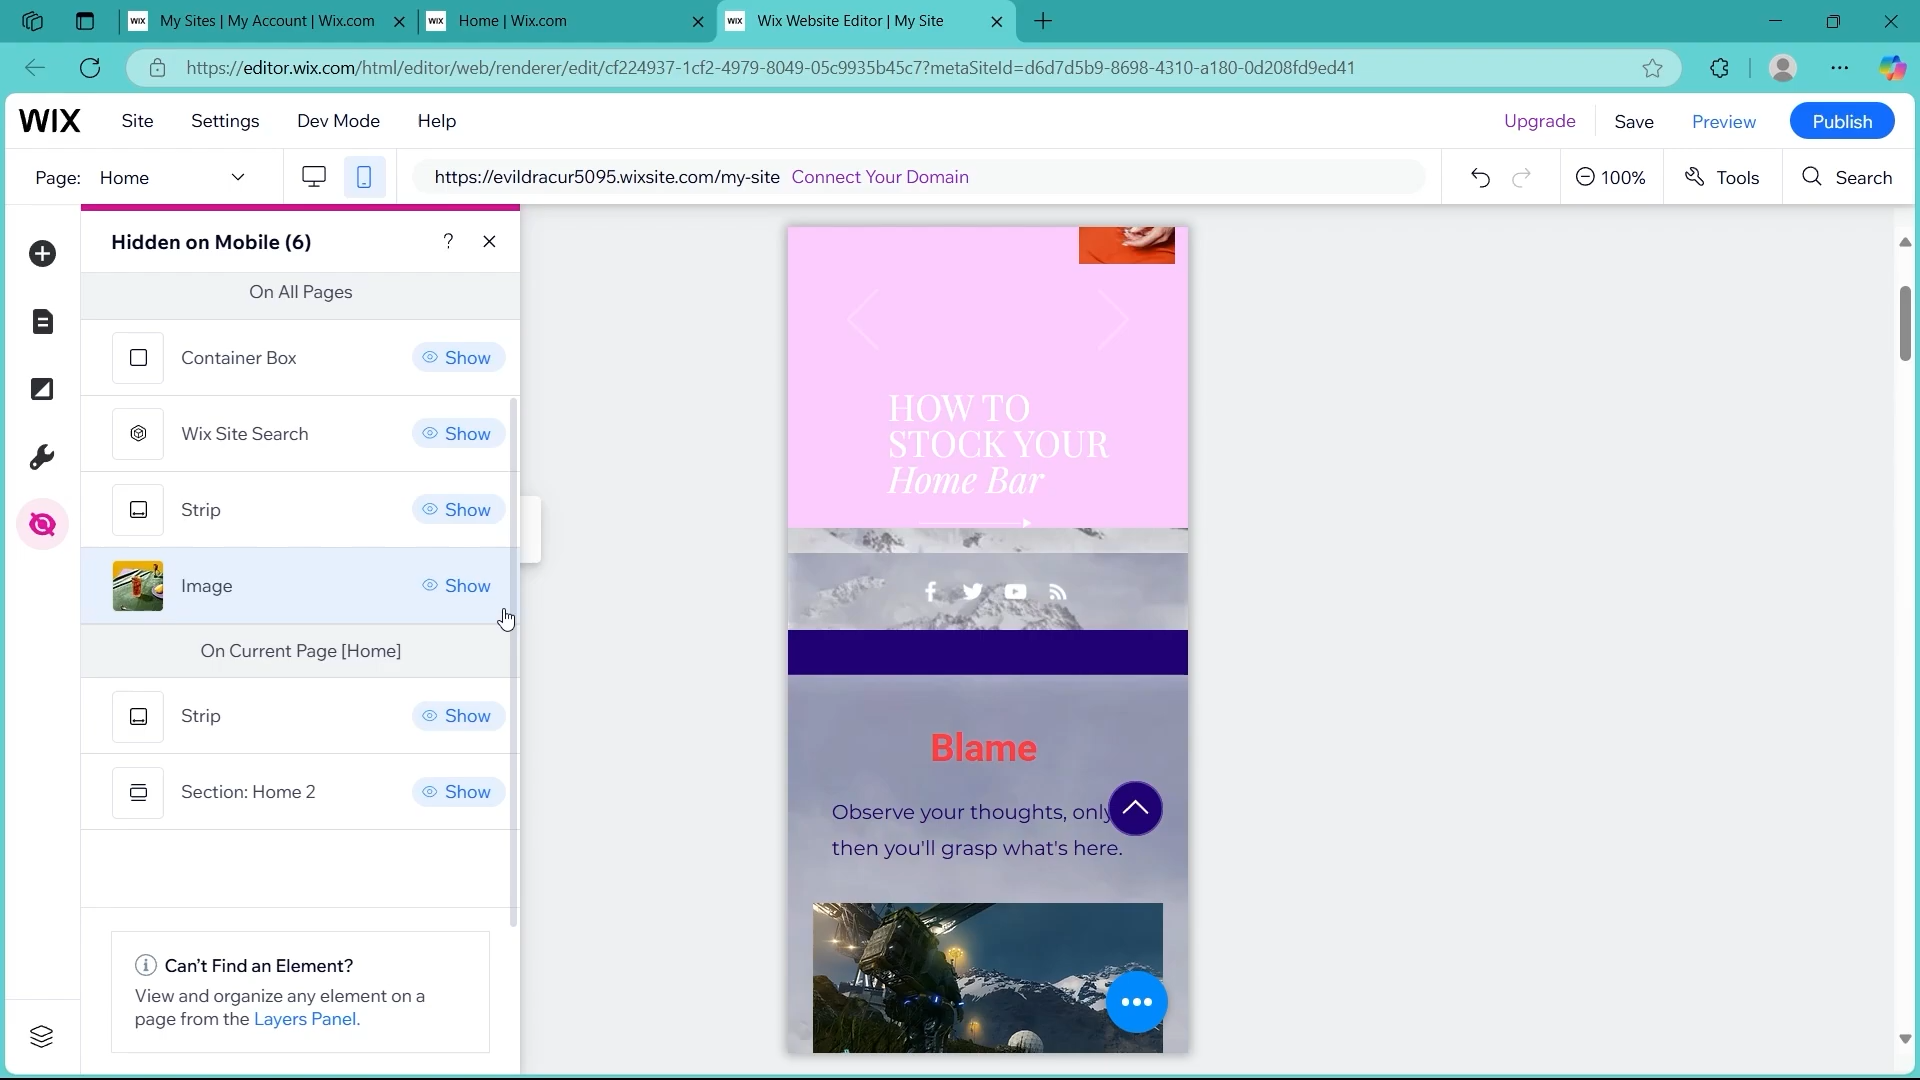 WIX My Sites | My Account | Wix.com
WIX Home | Wix.com
WIX Wix Website Editor | My Site
https://editor.wix.com/html/editor/web/renderer/edit/cf224937-1cf2-4979-8049-05c9935b45c7?metaSiteId=d6d7d5b9-8698-4310-a180-0d208fd9ed41
WIX Site Settings Dev Mode Help Upgrade Save Preview Publish
Page: Home https://evildracur5095.wixsite.com/my-site Connect Your Domain 100% Tools Search
Hidden on Mobile (6) ?
On All Pages
Container Box Show
Wix Site Search Show
Strip Show
Image Show
On Current Page [Home]
Strip Show
Section: Home 2 Show
Can't Find an Element?
View and organize any element on a
page from the Layers Panel.
HOW TO
STOCK YOUR
Home Bar
Blame
Observe your thoughts, only
then you'll grasp what's here.